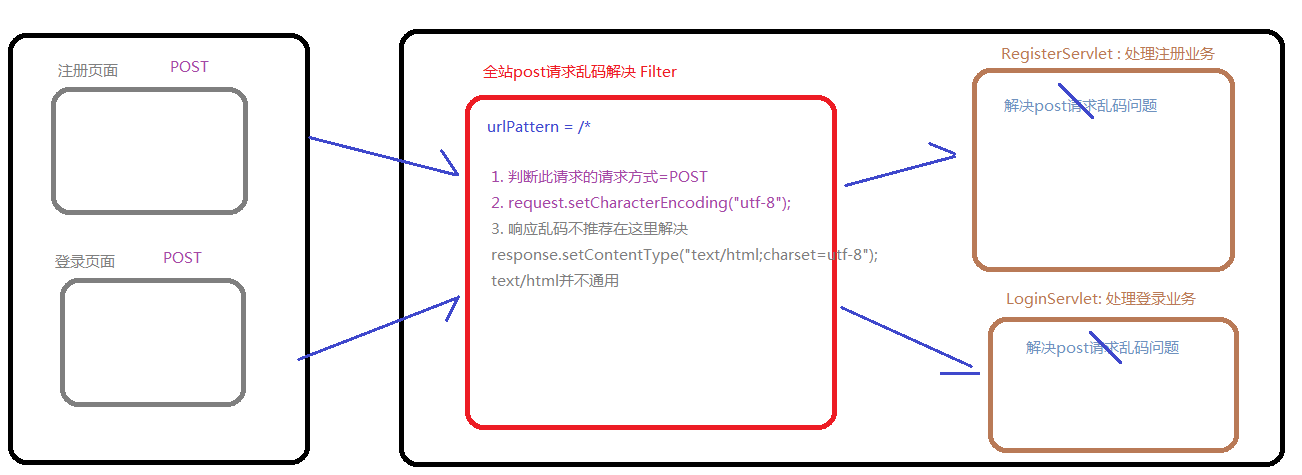 注册页面
POST
登录页面
POST
全站post请求乱码解决 Filter
urlPattern = /*
1. 判断此请求的请求方式=POST
2. request.setCharacterEncoding("utf-8");
3. 响应乱码不推荐在这里解决
response.setContentType("text/html;charset=utf-8");
text/html并不通用
RegisterServlet : 处理注册业务
解决post请求乱码问题
LoginServlet: 处理登录业务
解决post请求乱码问题